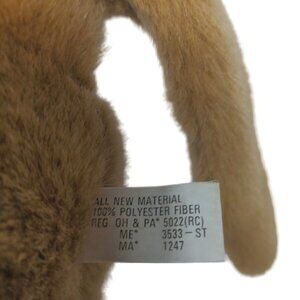 ALL NEW MATERIAL
100% POLYESTER FIBER
REG. OH & PA* 5022(RC)
ME* 3533-ST
MA* 1247